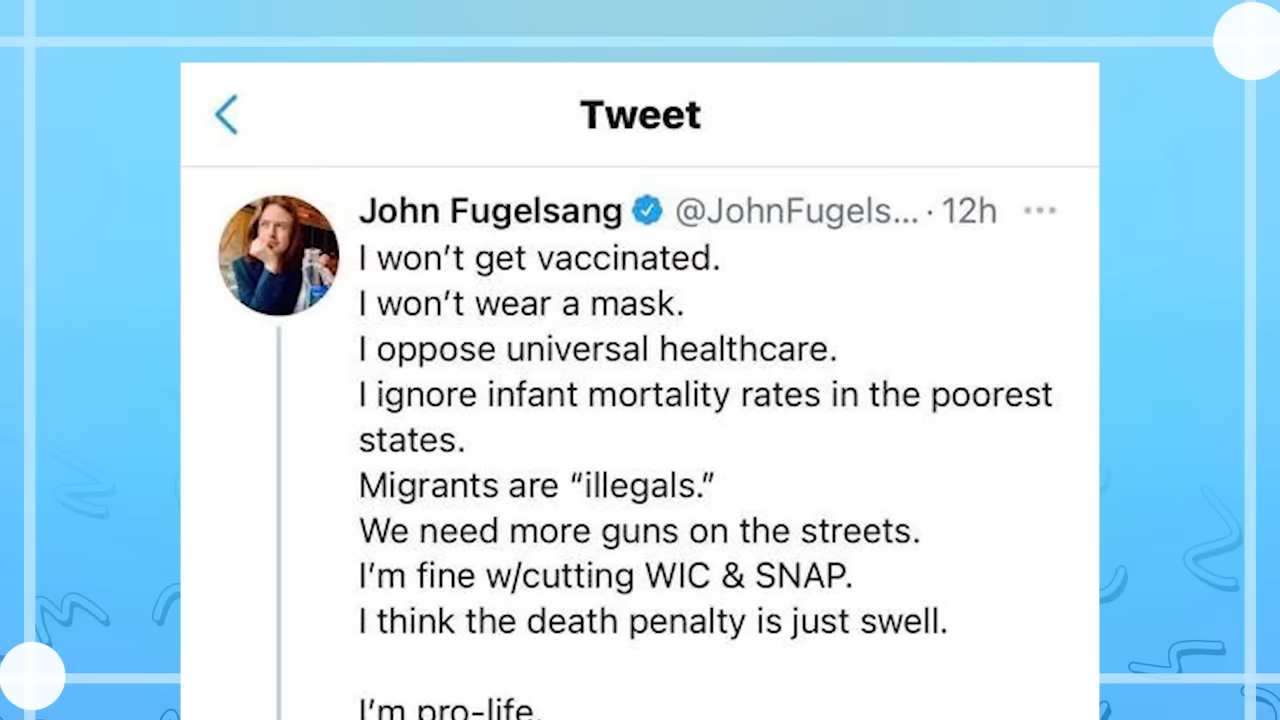 Tweet
John Fugelsang @JohnFugels... · 12h
I won’t get vaccinated.
I won’t wear a mask.
I oppose universal healthcare.
I ignore infant mortality rates in the poorest
states.
Migrants are “illegals.”
We need more guns on the streets.
I’m fine w/cutting WIC & SNAP.
I think the death penalty is just swell.
I’m pro-life.